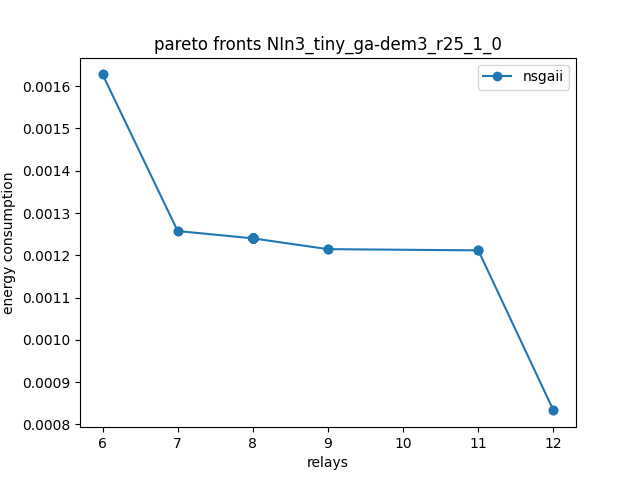 pareto fronts NIn3_tiny_ga-dem3_r25_1_0
nsgaii
energy consumption
0.0016
0.0015
0.0014
0.0013
0.0012
0.0011
0.0010
0.0009
0.0008
6 7 8 9 10 11 12
relays